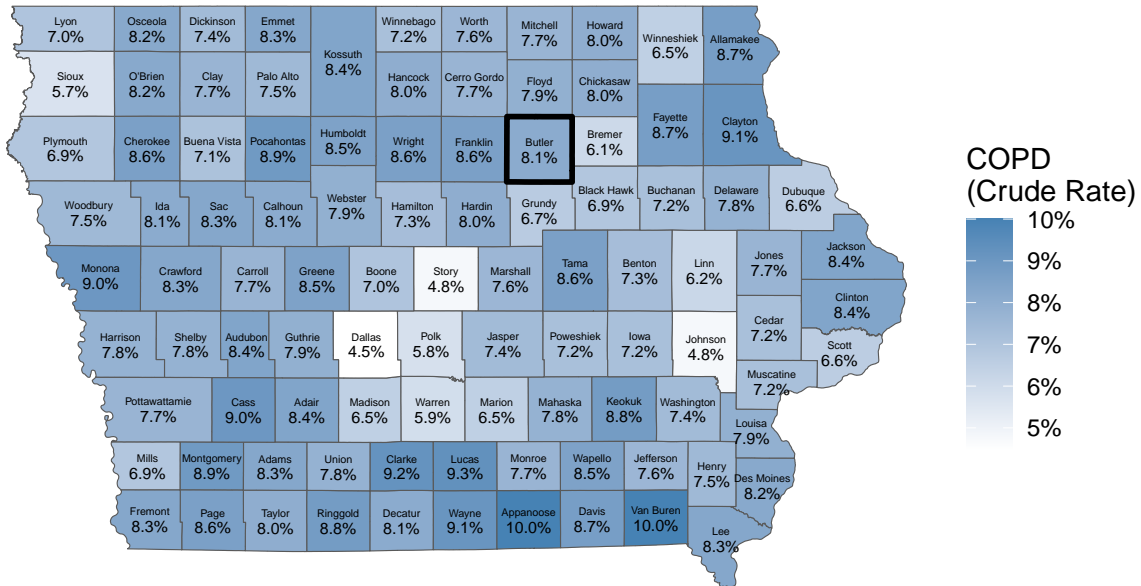 Lyon
7.0%
Osceola
8.2%
Dickinson
7.4%
Emmet
8.3%
Winnebago
7.2%
Worth
7.6%
Mitchell
7.7%
Howard
8.0%
Winneshiek
6.5%
Allamakee
8.7%
Kossuth
8.4%
Sioux
5.7%
O'Brien
8.2%
Clay
7.7%
Palo Alto
7.5%
Hancock
8.0%
Cerro Gordo
7.7%
Floyd
7.9%
Chickasaw
8.0%
Fayette
8.7%
Clayton
9.1%
Plymouth
6.9%
Cherokee
8.6%
Buena Vista
7.1%
Pocahontas
8.9%
Humboldt
8.5%
Wright
8.6%
Franklin
8.6%
Butler
8.1%
Bremer
6.1%
Woodbury
7.5%
Ida
8.1%
Sac
8.3%
Calhoun
8.1%
Webster
7.9%
Hamilton
7.3%
Hardin
8.0%
Grundy
6.7%
Black Hawk
6.9%
Buchanan
7.2%
Delaware
7.8%
Dubuque
6.6%
Monona
9.0%
Crawford
8.3%
Carroll
7.7%
Greene
8.5%
Boone
7.0%
Story
4.8%
Marshall
7.6%
Tama
8.6%
Benton
7.3%
Linn
6.2%
Jones
7.7%
Jackson
8.4%
Clinton
8.4%
Harrison
7.8%
Shelby
7.8%
Audubon
8.4%
Guthrie
7.9%
Dallas
4.5%
Polk
5.8%
Jasper
7.4%
Poweshiek
7.2%
Iowa
7.2%
Johnson
4.8%
Cedar
7.2%
Scott
6.6%
Muscatine
7.2%
Pottawattamie
7.7%
Cass
9.0%
Adair
8.4%
Madison
6.5%
Warren
5.9%
Marion
6.5%
Mahaska
7.8%
Keokuk
8.8%
Washington
7.4%
Louisa
7.9%
Mills
6.9%
Montgomery
8.9%
Adams
8.3%
Union
7.8%
Clarke
9.2%
Lucas
9.3%
Monroe
7.7%
Wapello
8.5%
Jefferson
7.6%
Henry
7.5%
Des Moines
8.2%
Fremont
8.3%
Page
8.6%
Taylor
8.0%
Ringgold
8.8%
Decatur
8.1%
Wayne
9.1%
Appanoose
10.0%
Davis
8.7%
Van Buren
10.0%
Lee
8.3%
COPD
(Crude Rate)
10%
9%
8%
7%
6%
5%